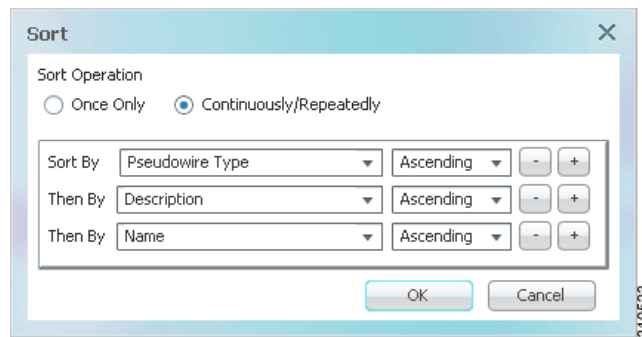 Sort
Sort Operation
Once Only Continuously/Repeatedly
Sort By Pseudowire Type Ascending - +
Then By Description Ascending - +
Then By Name Ascending - +
OK Cancel